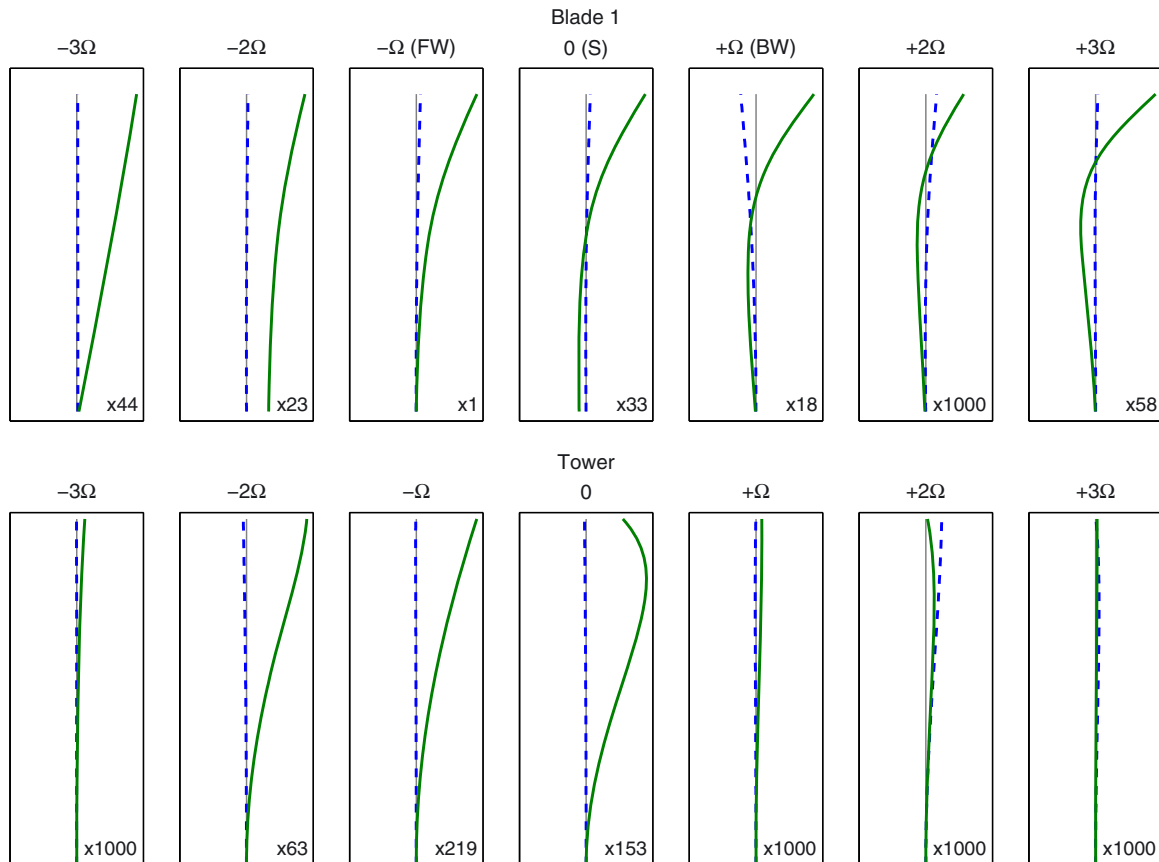 Blade 1
−3Ω −2Ω −Ω (FW) 0 (S) +Ω (BW) +2Ω +3Ω
x44 x23 x1 x33 x18 x1000 x58
Tower
−3Ω −2Ω −Ω 0 +Ω +2Ω +3Ω
x1000 x63 x219 x153 x1000 x1000 x1000